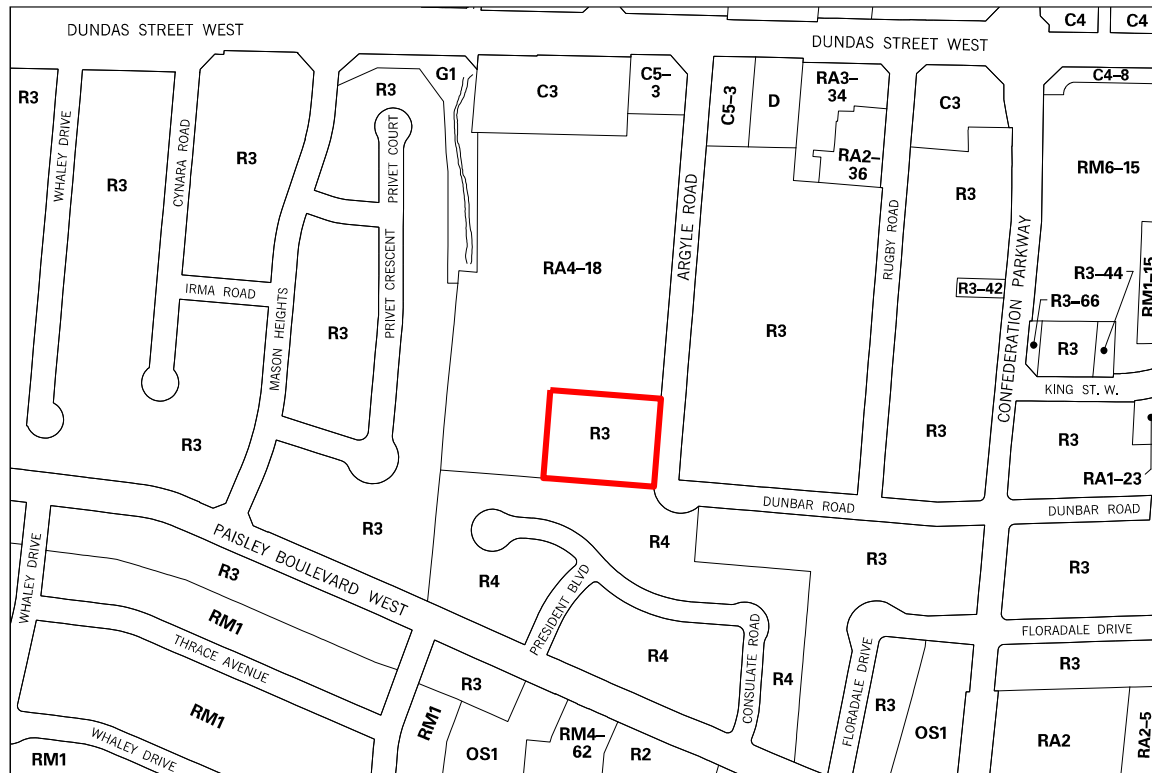 DUNDAS STREET WEST
DUNDAS STREET WEST
C4
C4
C4–8
R3
WHALEY DRIVE
R3
CYNARA ROAD
R3
R3
PRIVET COURT
G1
C3
C5–
3
C5–3
D
RA3–
34
RA2–
36
C3
RM6–15
R3
ARGYLE ROAD
RUGBY ROAD
CONFEDERATION PARKWAY
RA4–18
R3–42
R3–44
R3–66
RM1–15
IRMA ROAD
MASON HEIGHTS
R3
PRIVET CRESCENT
R3
R3
KING ST. W.
R3
R3
R3
R3
RA1–23
DUNBAR ROAD
DUNBAR ROAD
R3
PAISLEY BOULEVARD WEST
R4
R3
R3
WHALEY DRIVE
R3
R4
PRESIDENT BLVD
RM1
THRACE AVENUE
R4
CONSULATE ROAD
R4
FLORADALE DRIVE
FLORADALE DRIVE
R3
R3
R3
RM1
RM1
OS1
RM4–
62
R2
OS1
RA2
RA2–5
WHALEY DRIVE
RM1